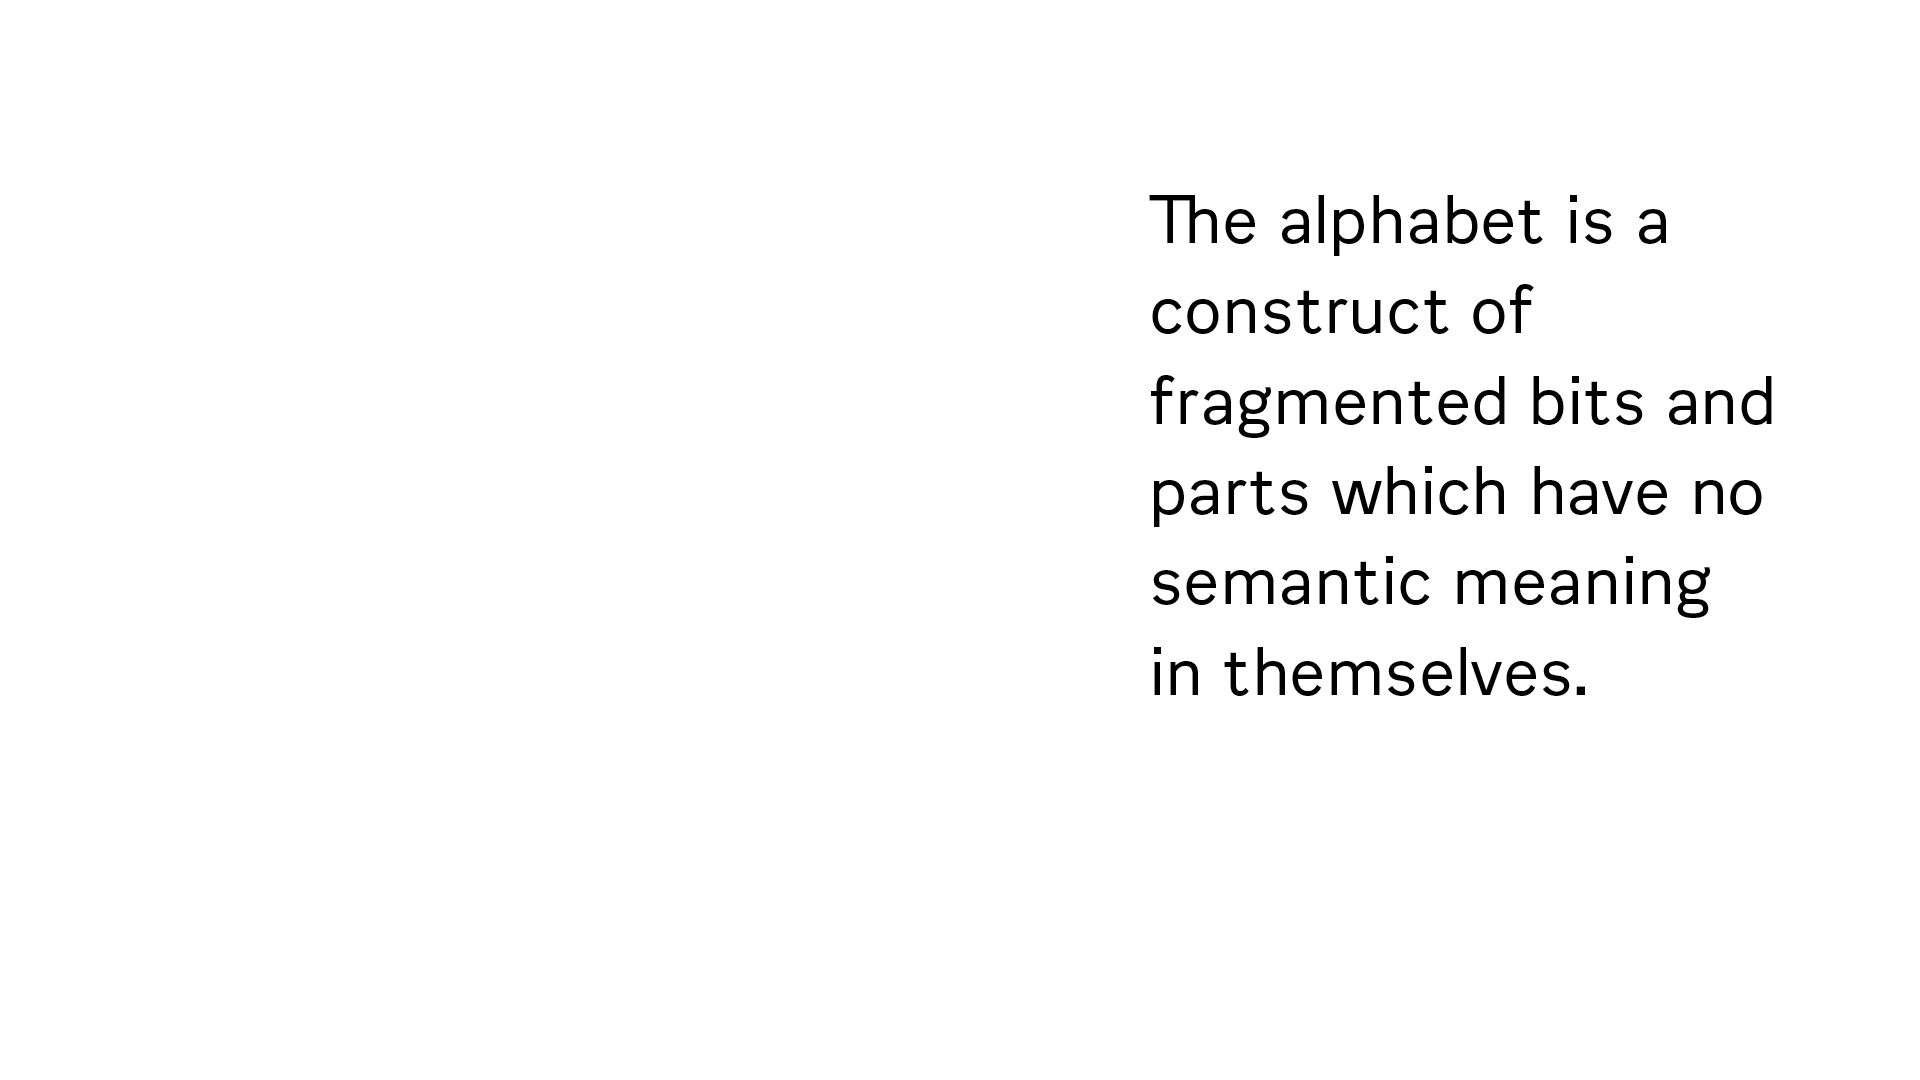 The alphabet is a
construct of
fragmented bits and
parts which have no
semantic meaning
in themselves.